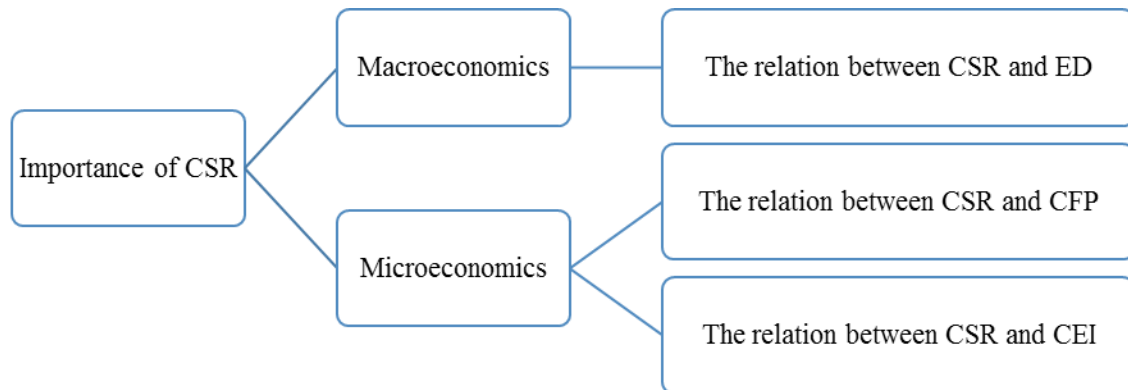 Importance of CSR
Macroeconomics
The relation between CSR and ED
Microeconomics
The relation between CSR and CFP
The relation between CSR and CEI